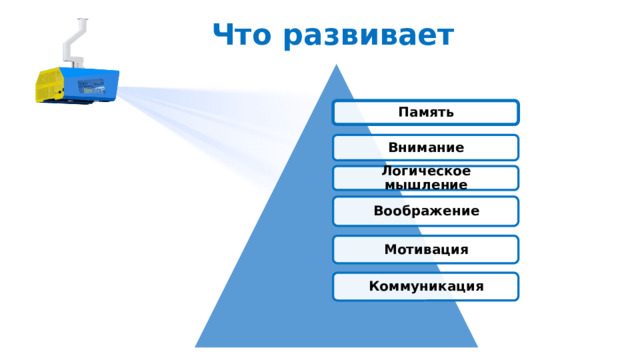 Что развивает
Память
Внимание
Логическое
мышление
Воображение
Мотивация
Коммуникация